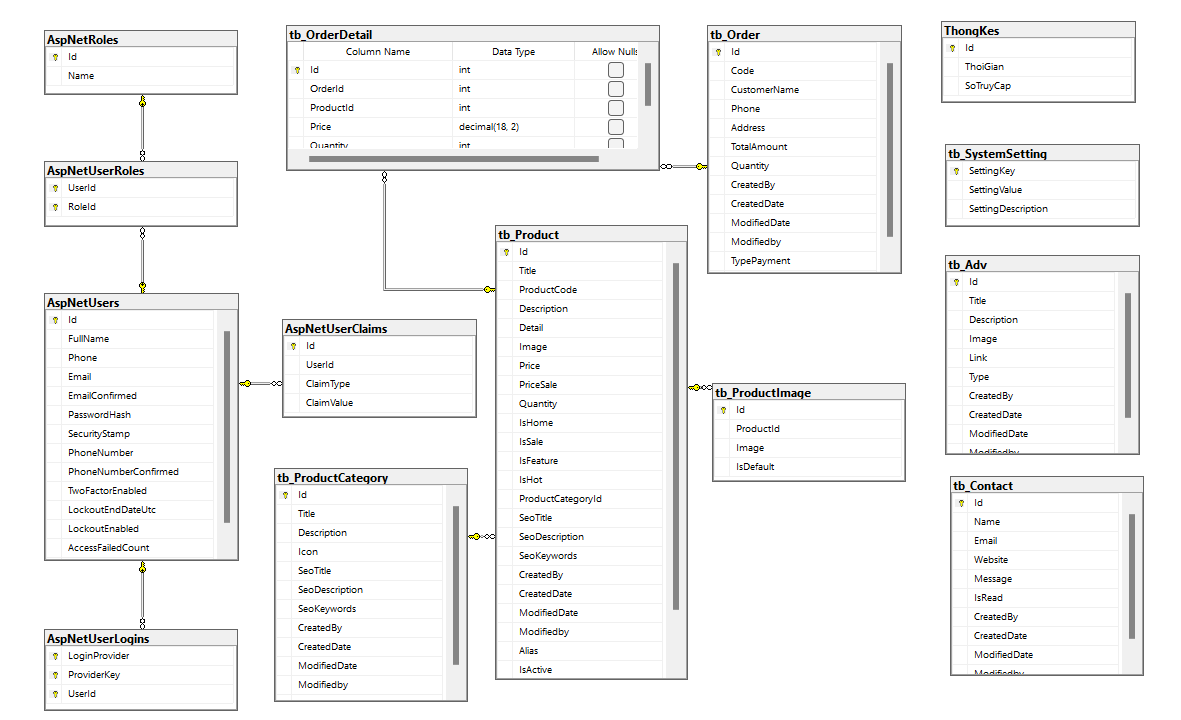 AspNetRoles
Id
Name
AspNetUserRoles
UserId
RoleId
AspNetUsers
Id
FullName
Phone
Email
EmailConfirmed
PasswordHash
SecurityStamp
PhoneNumber
PhoneNumberConfirmed
TwoFactorEnabled
LockoutEndDateUtc
LockoutEnabled
AccessFailedCount
AspNetUserLogins
LoginProvider
ProviderKey
UserId
tb_OrderDetail
Column Name Data Type Allow Nulls
Id int
OrderId int
ProductId int
Price decimal(18, 2)
Quantity int
AspNetUserClaims
Id
UserId
ClaimType
ClaimValue
tb_ProductCategory
Id
Title
Description
Icon
SeoTitle
SeoDescription
SeoKeywords
CreatedBy
CreatedDate
ModifiedDate
Modifiedby
tb_Product
Id
Title
ProductCode
Description
Detail
Image
Price
PriceSale
Quantity
IsHome
IsSale
IsFeature
IsHot
ProductCategoryId
SeoTitle
SeoDescription
SeoKeywords
CreatedBy
CreatedDate
ModifiedDate
Modifiedby
Alias
IsActive
tb_Order
Id
Code
CustomerName
Phone
Address
TotalAmount
Quantity
CreatedBy
CreatedDate
ModifiedDate
Modifiedby
TypePayment
tb_ProductImage
Id
ProductId
Image
IsDefault
ThongKes
Id
ThoiGian
SoTruyCap
tb_SystemSetting
SettingKey
SettingValue
SettingDescription
tb_Adv
Id
Title
Description
Image
Link
Type
CreatedBy
CreatedDate
ModifiedDate
Modifiedby
tb_Contact
Id
Name
Email
Website
Message
IsRead
CreatedBy
CreatedDate
ModifiedDate
Modifiedby